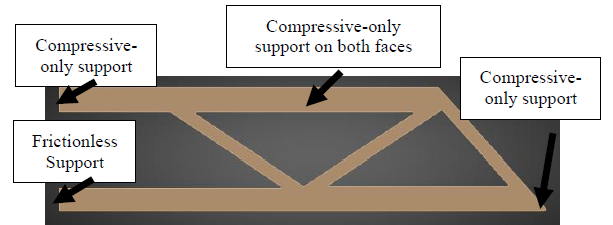 Compressive-
only support
Compressive-only
support on both faces
Compressive-
only support
Frictionless
Support